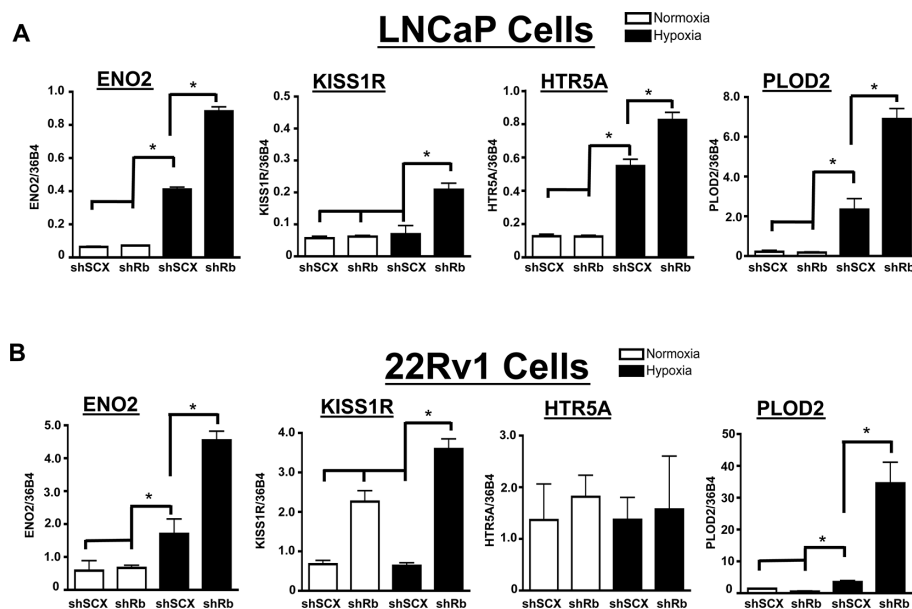 A
LNCaP Cells
Normoxia
Hypoxia
ENO2
KISS1R
HTR5A
PLOD2
ENO2/36B4
1.0
0.8
0.6
0.4
0.2
0.0
* *
shSCX shRb shSCX shRb
KISS1R/36B4
0.5
0.4
0.3
0.2
0.1
0.0
*
shSCX shRb shSCX shRb
HTR5A/36B4
1.0
0.8
0.6
0.4
0.2
0.0
* *
shSCX shRb shSCX shRb
PLOD2/36B4
8.0
6.0
4.0
2.0
0.0
* *
shSCX shRb shSCX shRb
B
22Rv1 Cells
Normoxia
Hypoxia
ENO2
KISS1R
HTR5A
PLOD2
ENO2/36B4
5.0
4.0
3.0
2.0
1.0
0.0
* *
shSCX shRb shSCX shRb
KISS1R/36B4
4.0
3.0
2.0
1.0
0.0
*
shSCX shRb shSCX shRb
HTR5A/36B4
3.0
2.0
1.0
0.0
shSCX shRb shSCX shRb
PLOD2/36B4
50
40
30
20
10
0
* *
shSCX shRb shSCX shRb